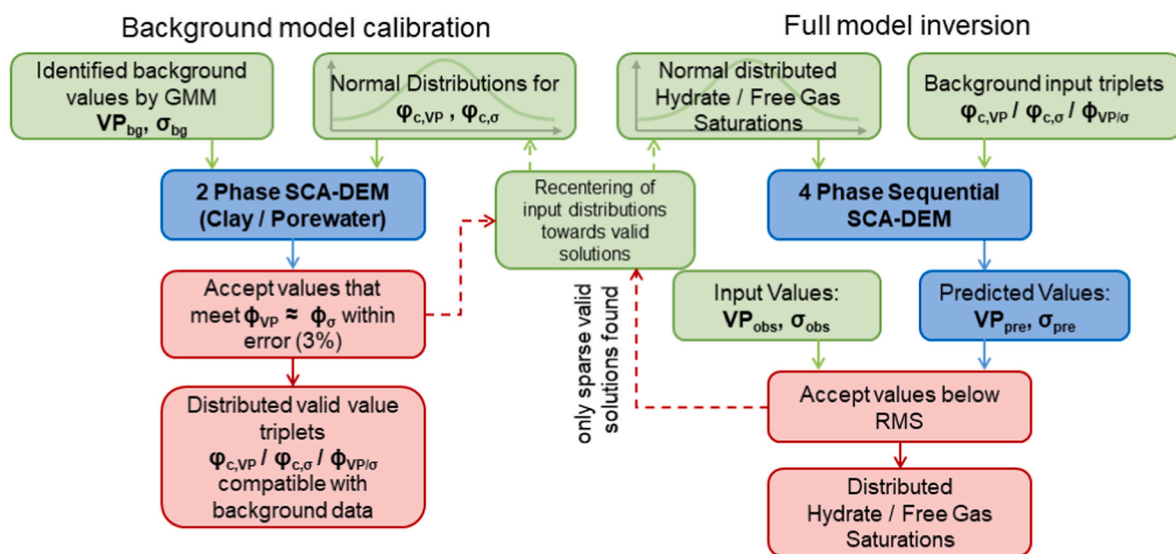 Background model calibration
Identified background
values by GMM
VPbg, σbg
Normal Distributions for
φc,VP , φc,σ
2 Phase SCA-DEM
(Clay / Porewater)
Accept values that
meet ϕVP ≈ ϕσ within
error (3%)
Distributed valid value
triplets
φc,VP / φc,σ / ϕVP/σ
compatible with
background data
Recentering of
input distributions
towards valid
solutions
only sparse valid
solutions found
Full model inversion
Normal distributed
Hydrate / Free Gas
Saturations
Background input triplets
φc,VP / φc,σ / ϕVP/σ
4 Phase Sequential
SCA-DEM
Input Values:
VPobs, σobs
Predicted Values:
VPpre, σpre
Accept values below
RMS
Distributed
Hydrate / Free Gas
Saturations